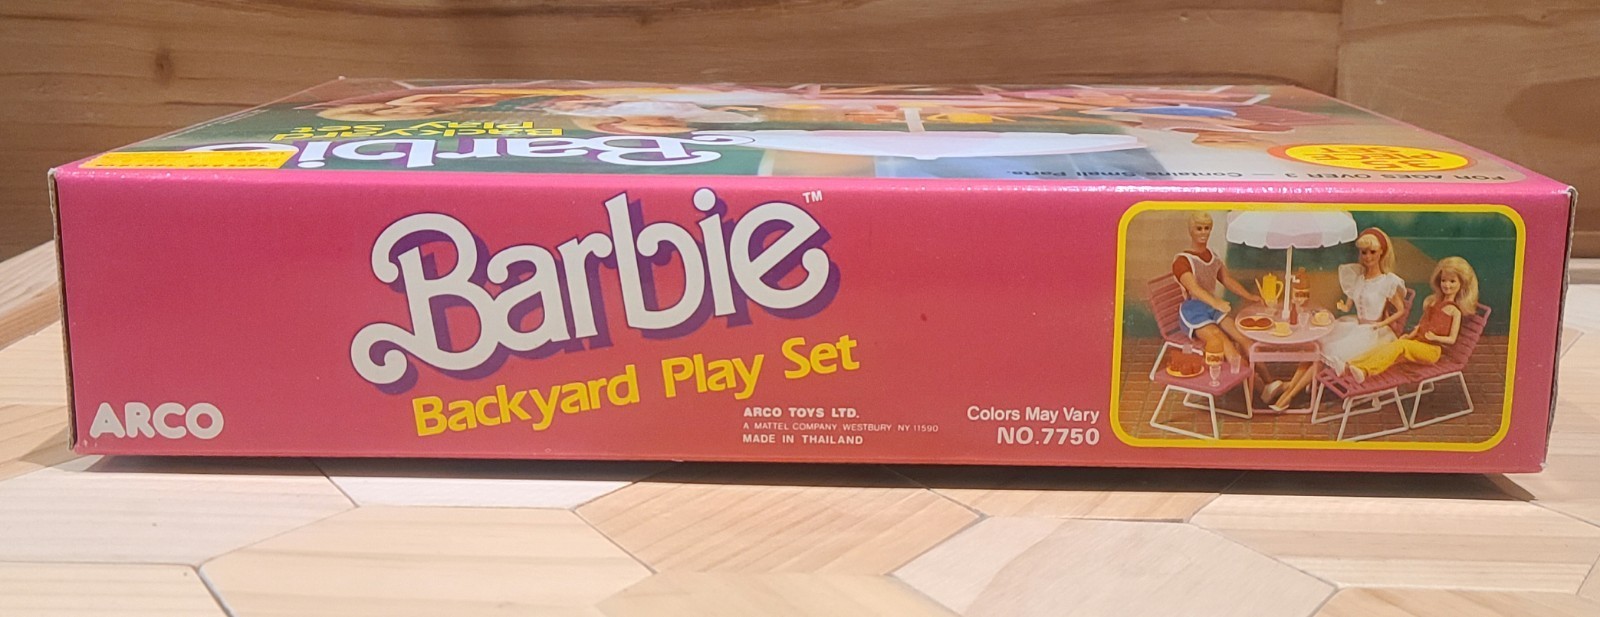 Barbie
Backyard
Play Set
FOR AGES OVER 3 — Contains Small Parts.
Barbie™
Backyard Play Set
ARCO
ARCO TOYS LTD.
A MATTEL COMPANY WESTBURY NY 11590
MADE IN THAILAND
Colors May Vary
NO.7750